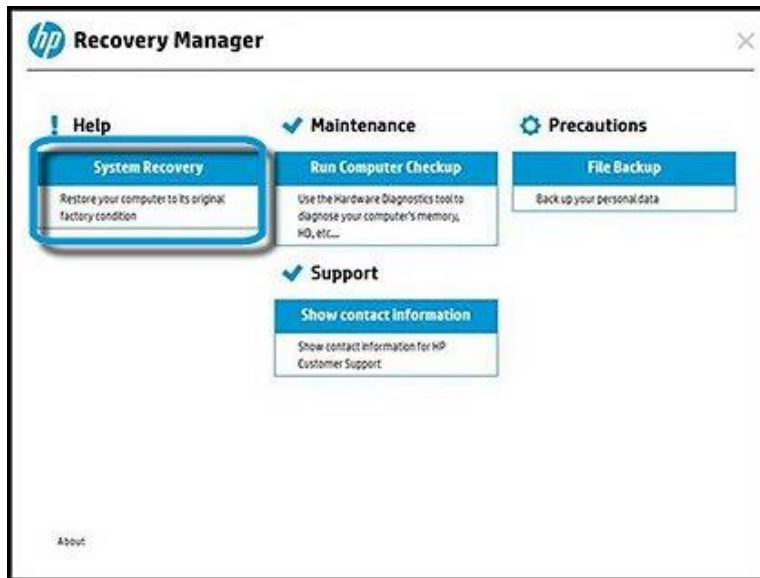 hp Recovery Manager
! Help
System Recovery
Restore your computer to its original
factory condition
Maintenance
Run Computer Checkup
Use the Hardware Diagnostics tool to
diagnose your computer's memory,
HD, etc...
Support
Show contact information
Show contact information for HP
Customer Support
Precautions
File Backup
Back up your personal data
About